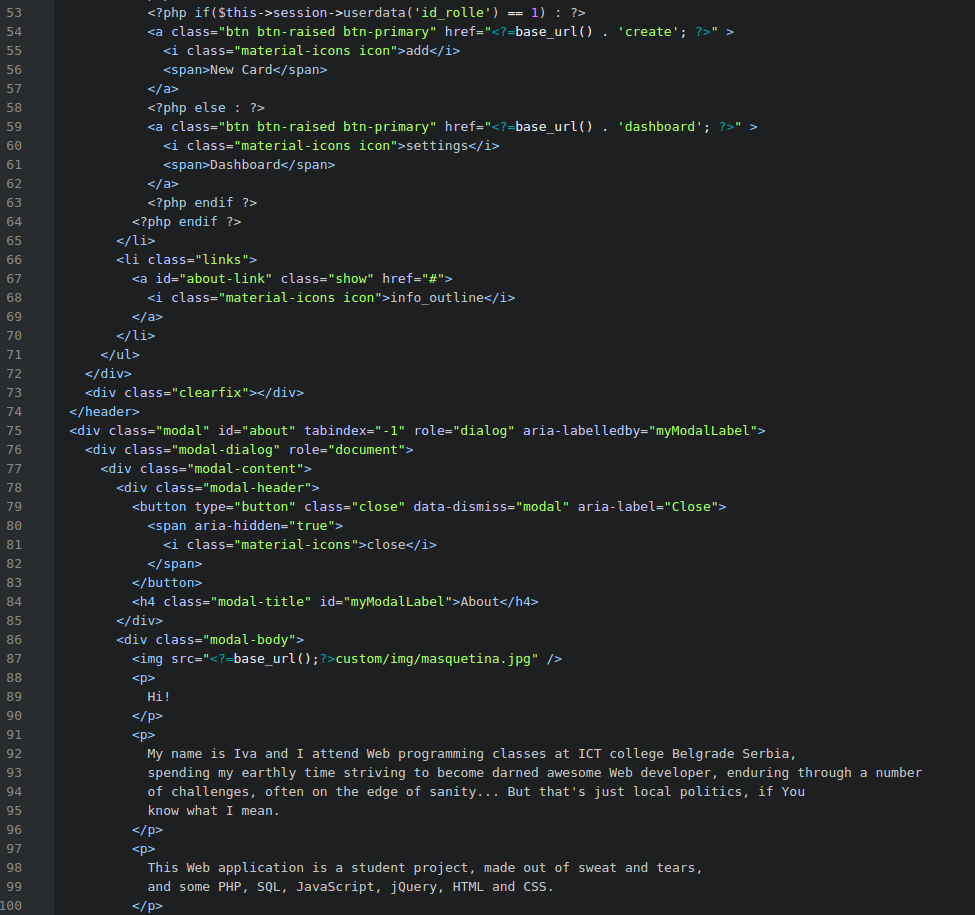 53 <?php if($this->session->userdata('id_rolle') == 1) : ?>
54 <a class="btn btn-raised btn-primary" href="<?=base_url() . 'create'; ?>" >
55 <i class="material-icons icon">add</i>
56 <span>New Card</span>
57 </a>
58 <?php else : ?>
59 <a class="btn btn-raised btn-primary" href="<?=base_url() . 'dashboard'; ?>" >
60 <i class="material-icons icon">settings</i>
61 <span>Dashboard</span>
62 </a>
63 <?php endif ?>
64 <?php endif ?>
65 </li>
66 <li class="links">
67 <a id="about-link" class="show" href="#">
68 <i class="material-icons icon">info_outline</i>
69 </a>
70 </li>
71 </ul>
72 </div>
73 <div class="clearfix"></div>
74 </header>
75 <div class="modal" id="about" tabindex="-1" role="dialog" aria-labelledby="myModalLabel">
76 <div class="modal-dialog" role="document">
77 <div class="modal-content">
78 <div class="modal-header">
79 <button type="button" class="close" data-dismiss="modal" aria-label="Close">
80 <span aria-hidden="true">
81 <i class="material-icons">close</i>
82 </span>
83 </button>
84 <h4 class="modal-title" id="myModalLabel">About</h4>
85 </div>
86 <div class="modal-body">
87 <img src="<?=base_url();?>custom/img/masquetina.jpg" />
88 <p>
89 Hi!
90 </p>
91 <p>
92 My name is Iva and I attend Web programming classes at ICT college Belgrade Serbia,
93 spending my earthly time striving to become darned awesome Web developer, enduring through a number
94 of challenges, often on the edge of sanity... But that's just local politics, if You
95 know what I mean.
96 </p>
97 <p>
98 This Web application is a student project, made out of sweat and tears,
99 and some PHP, SQL, JavaScript, jQuery, HTML and CSS.
100 </p>